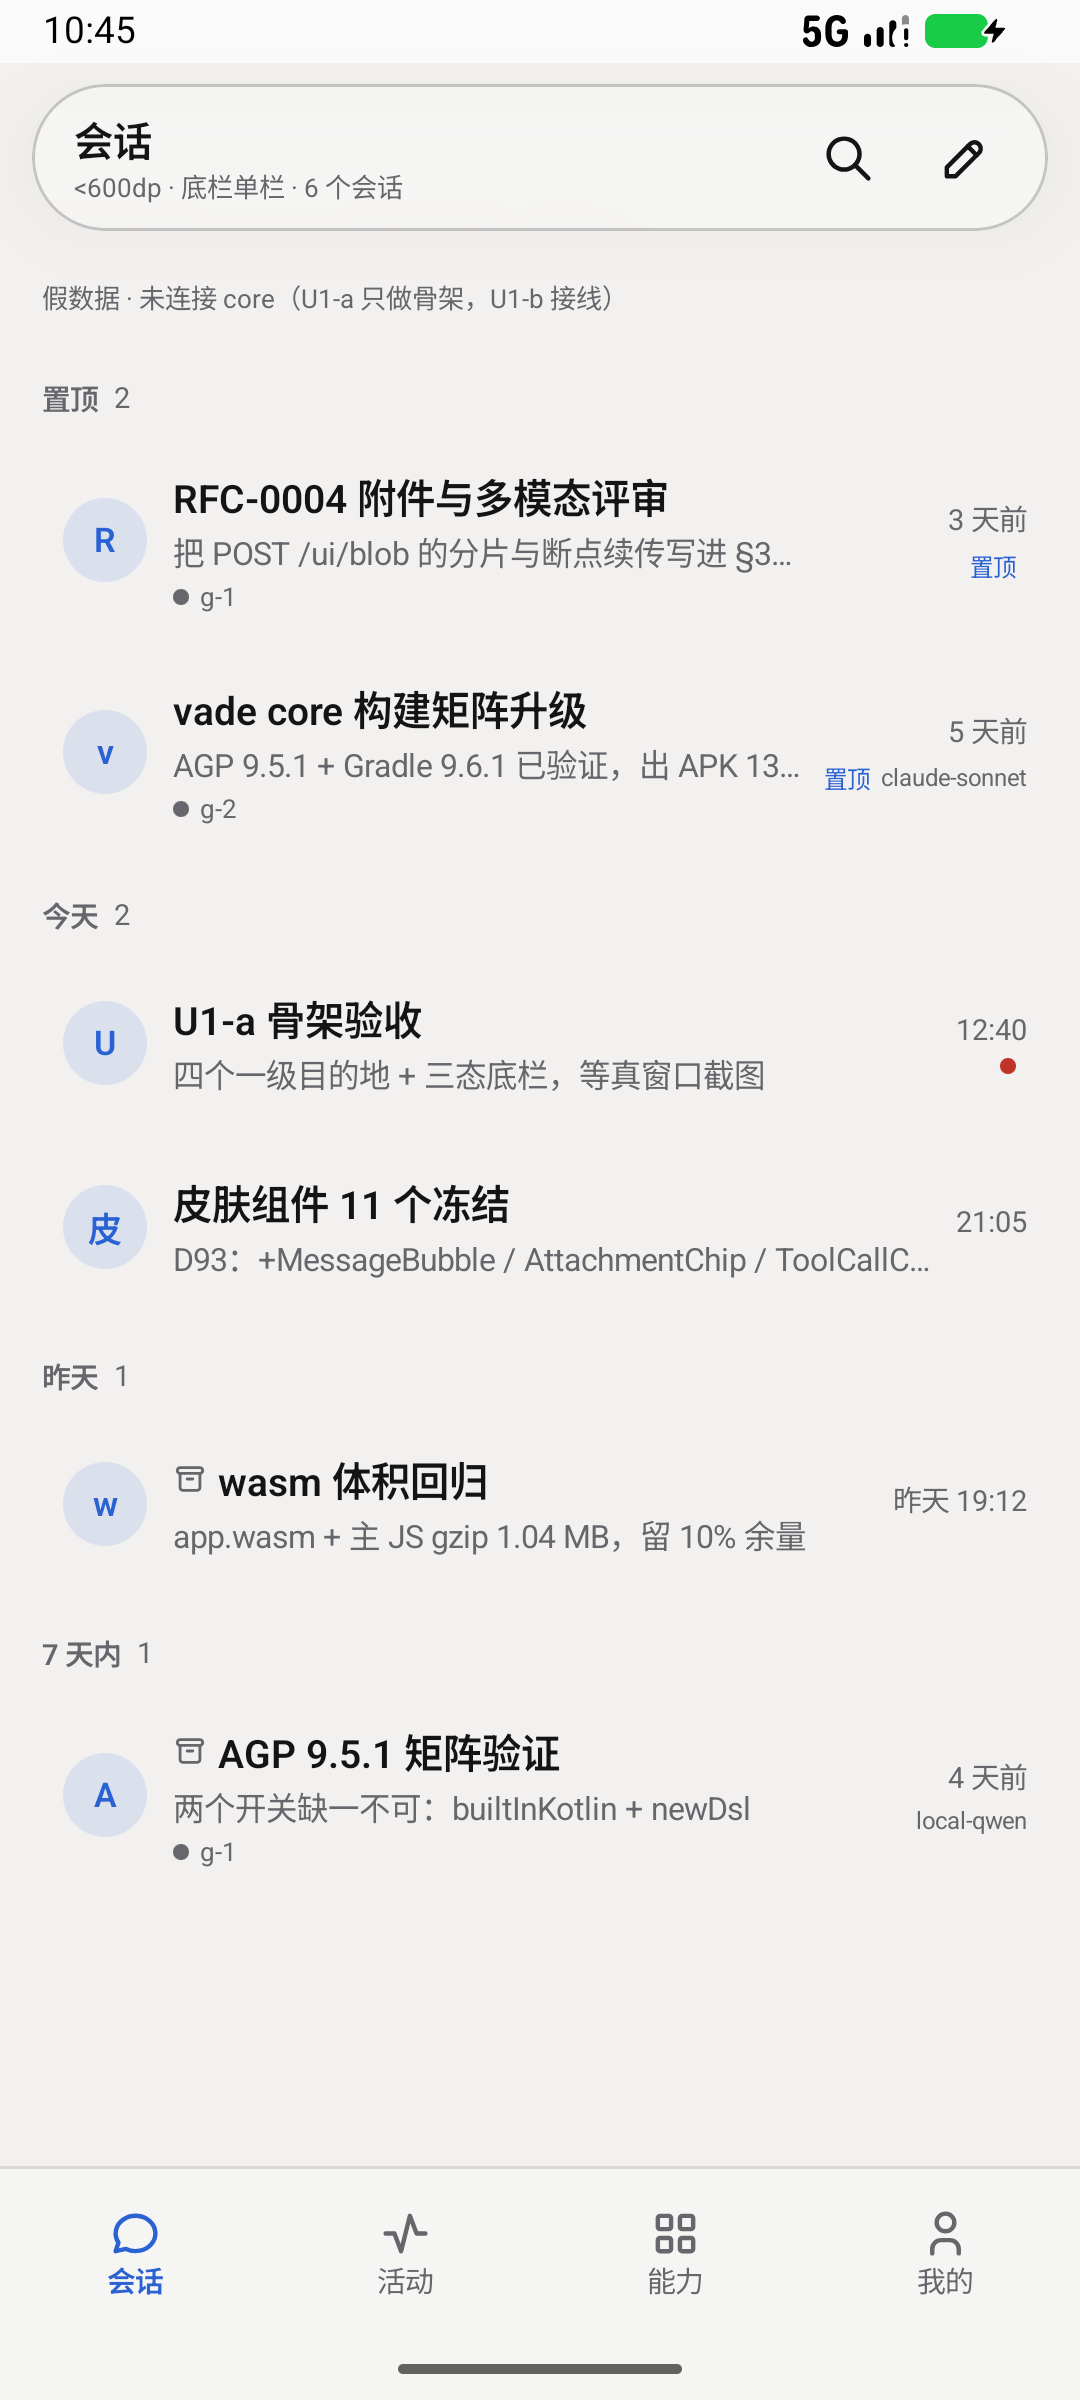 10:45
5G
会话
<600dp · 底栏单栏 · 6 个会话
假数据 · 未连接 core（U1-a 只做骨架，U1-b 接线）
置顶 2
R
RFC-0004 附件与多模态评审
3 天前
把 POST /ui/blob 的分片与断点续传写进 §3…
置顶
g-1
v
vade core 构建矩阵升级
5 天前
AGP 9.5.1 + Gradle 9.6.1 已验证，出 APK 13…
置顶 claude-sonnet
g-2
今天 2
U
U1-a 骨架验收
12:40
四个一级目的地 + 三态底栏，等真窗口截图
皮
皮肤组件 11 个冻结
21:05
D93：+MessageBubble / AttachmentChip / ToolCallC…
昨天 1
w
wasm 体积回归
昨天 19:12
app.wasm + 主 JS gzip 1.04 MB，留 10% 余量
7 天内 1
A
AGP 9.5.1 矩阵验证
4 天前
两个开关缺一不可：builtInKotlin + newDsl
local-qwen
g-1
会话
活动
能力
我的